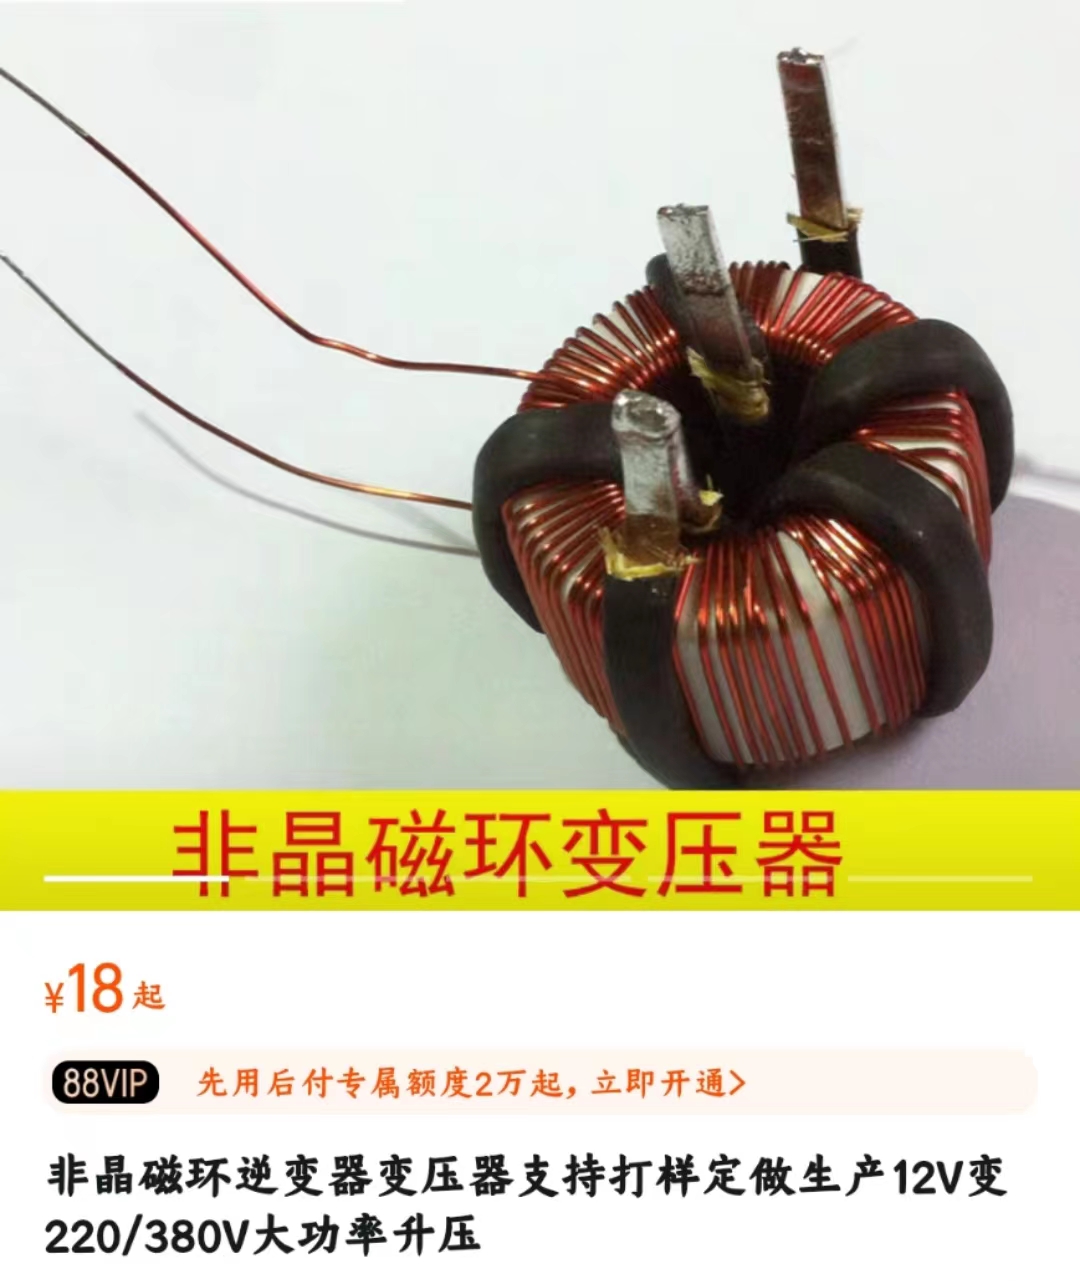 非晶磁环变压器
¥18起
88VIP 先用后付专属额度2万起，立即开通>
非晶磁环逆变器变压器支持打样定做生产12V变
220/380V大功率升压